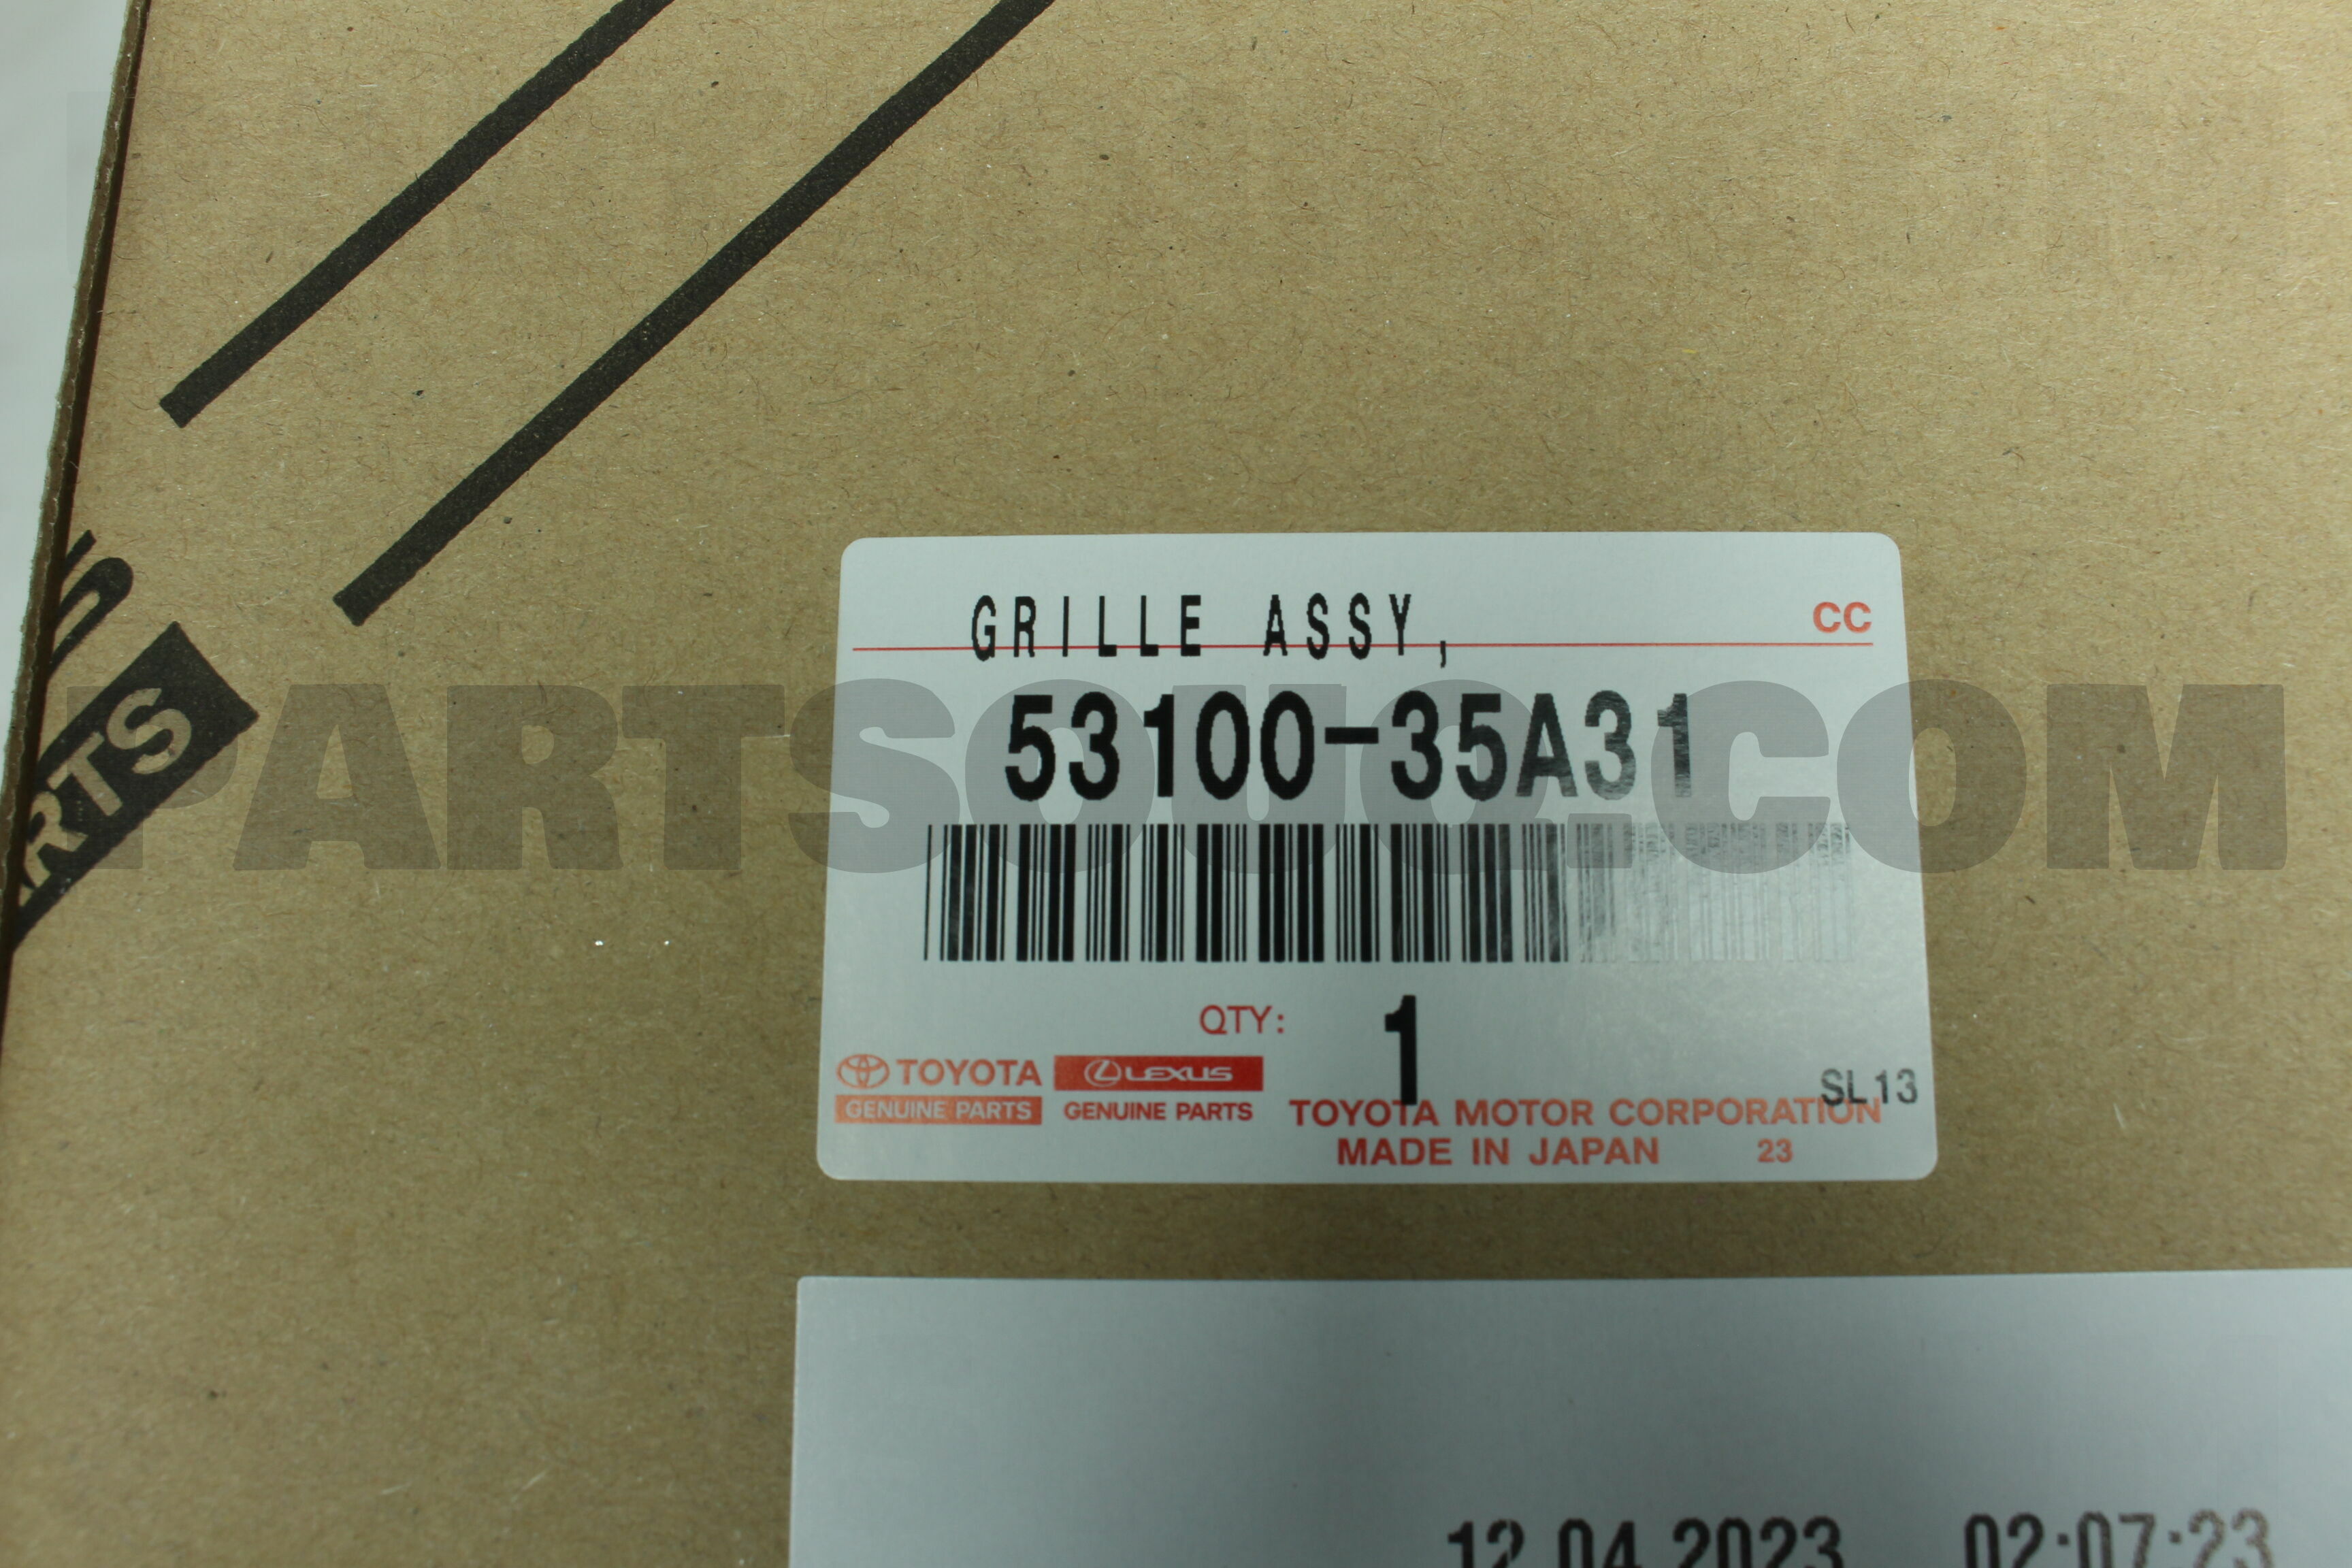 PARTS
GRILLE ASSY,
CC
53100-35A31
PARTSOUQ.COM
QTY: 1
TOYOTA
LEXUS
SL13
GENUINE PARTS
GENUINE PARTS
TOYOTA MOTOR CORPORATION
MADE IN JAPAN 23
12.04.2023 02:07:23